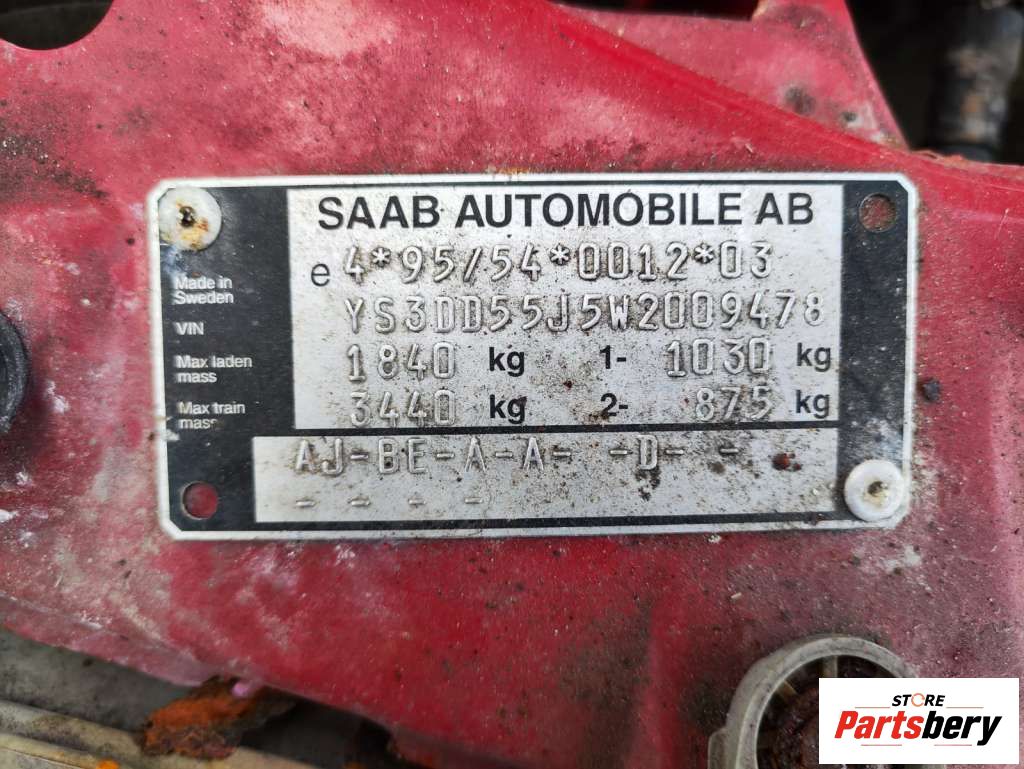 SAAB AUTOMOBILE AB
e 4*95/54*0012*03
Made in
Sweden
VIN YS3DD55J5W2009478
Max laden
mass 1840 kg 1- 1030 kg
Max train
mass 3440 kg 2- 875 kg
AJ-BE-A-A- -D- -
- - - -
STORE
Partsbery